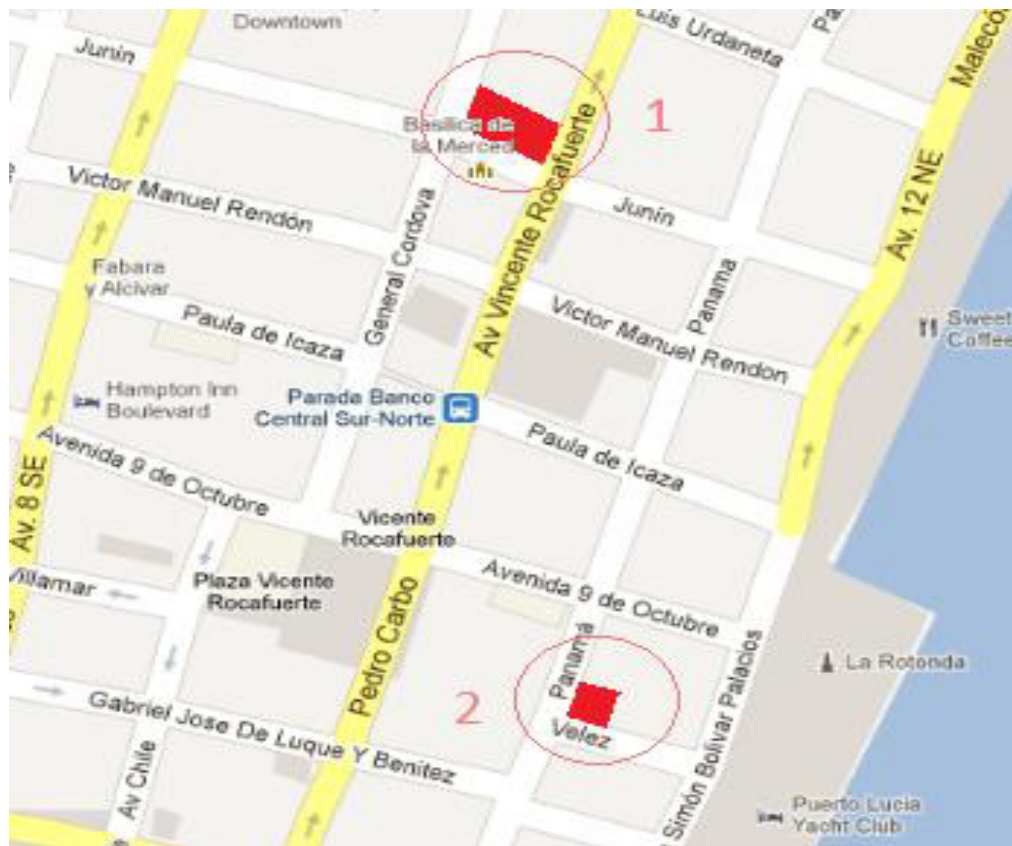 Downtown
Luis Urdaneta
Pa
Malecón
Junin
1
Basilica de
la Merced
Av. 12 NE
Victor Manuel Rendón
Junin
General Cordova
Av Vincente Rocafuerte
Fabara
y Alcivar
Panama
Paula de Icaza
Victor Manuel Rendon
Sweet
Coffee
Hampton Inn
Boulevard
Parada Banco
Central Sur-Norte
Paula de Icaza
Avenida 9 de Octubre
Av. 8 SE
Vicente
Rocafuerte
Avenida 9 de Octubre
Villamar
Plaza Vicente
Rocafuerte
Pedro Carbo
Panamá
La Rotonda
2
Velez
Simón Bolivar Palacios
Gabriel Jose De Luque Y Benitez
Av Chile
Puerto Lucia
Yacht Club